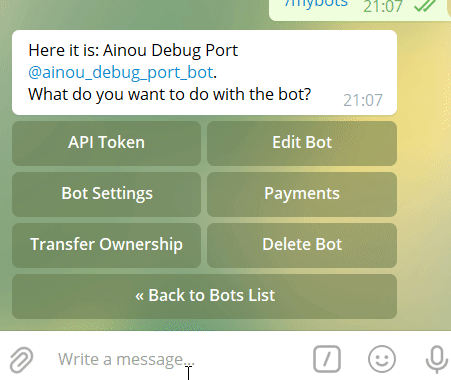 /mybots 21:07
Here it is: Ainou Debug Port
@ainou_debug_port_bot.
What do you want to do with the bot? 21:07
API Token Edit Bot
Bot Settings Payments
Transfer Ownership Delete Bot
« Back to Bots List
/ Write a message...